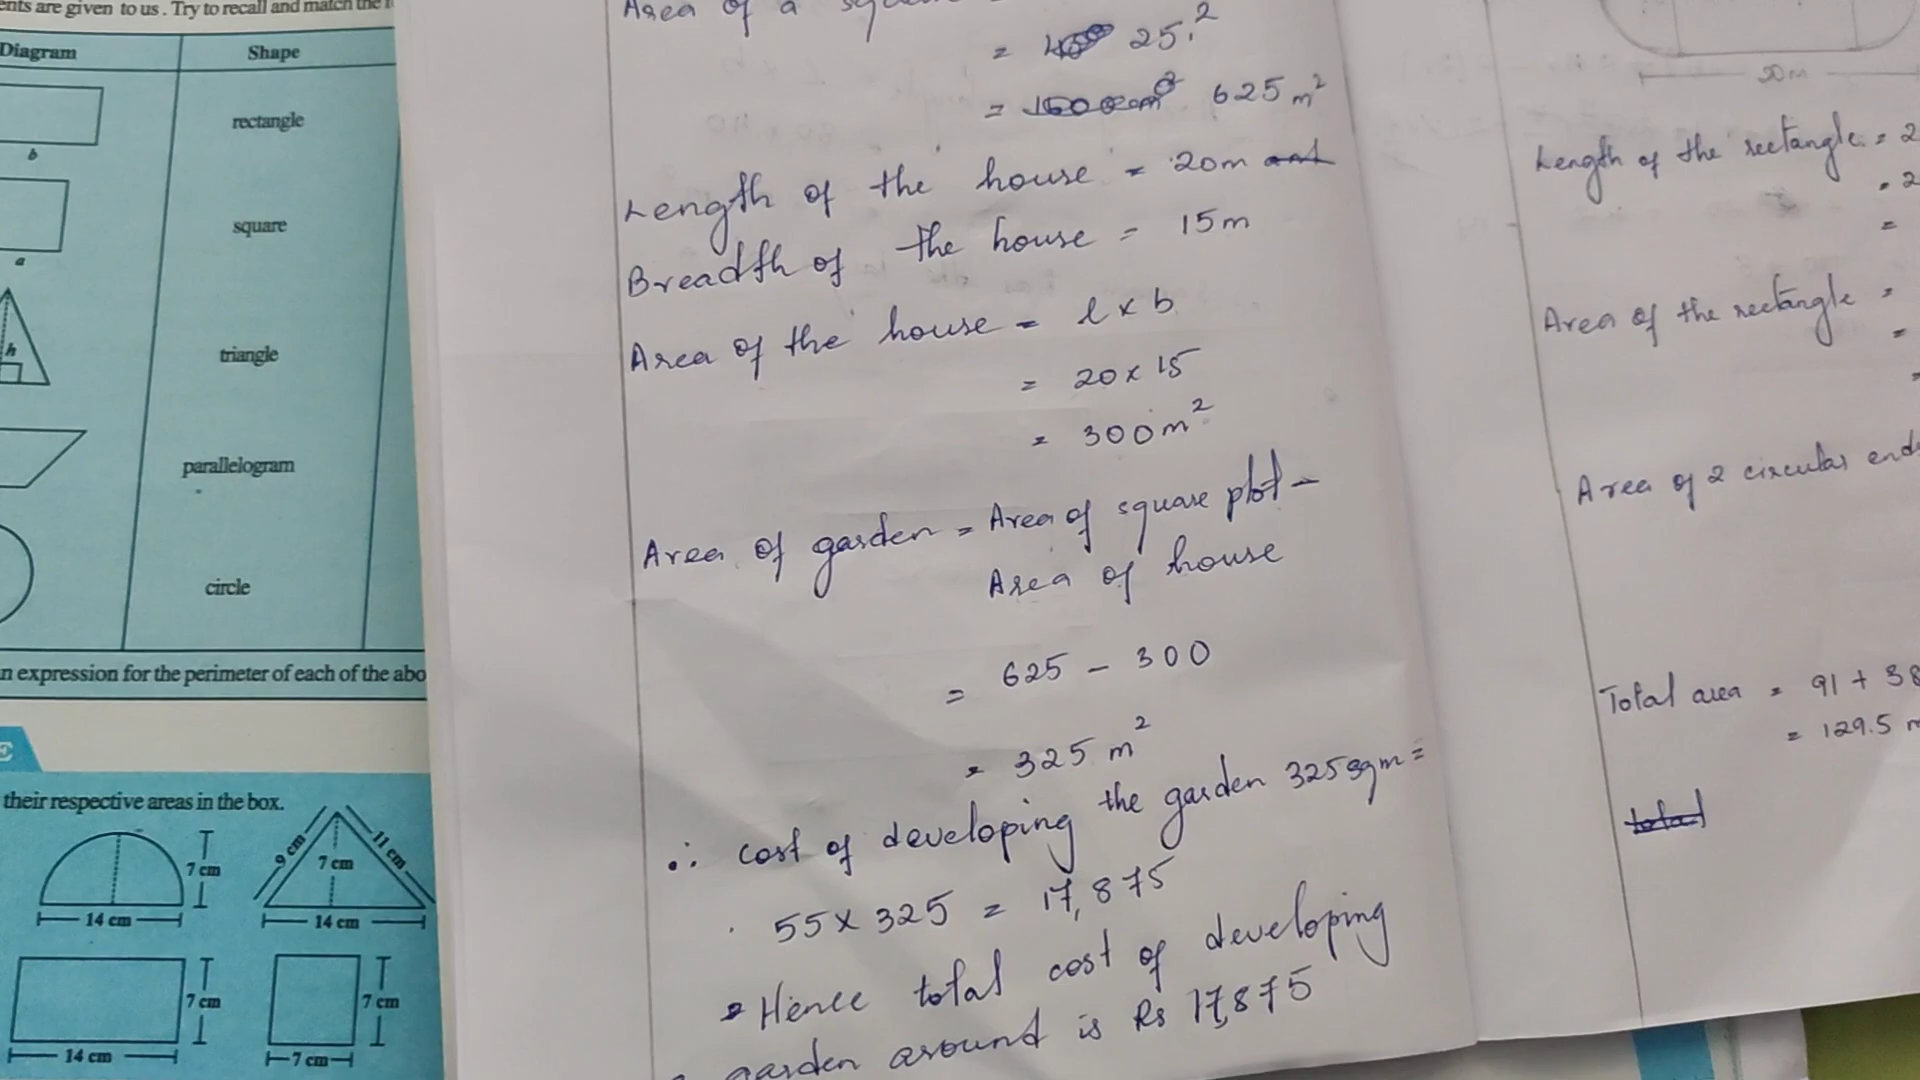 ents are given to us. Try to recall and match the
Diagram Shape
rectangle
b
square
a
h
triangle
parallelogram
circle
n expression for the perimeter of each of the abo
E
their respective areas in the box.
7 cm
14 cm
9 cm
7 cm
11 cm
14 cm
7 cm
14 cm
7 cm
7 cm
Area of a
= 25²
= 625 m²
Length of the house = 20m
Breadth of the house = 15m
Area of the house = l x b
= 20 x 15
= 300m²
Area of garden = Area of square plot -
Area of house
= 625 - 300
= 325 m²
∴ cost of developing the garden 325 sqm =
55 x 325 = 17,875
Hence total cost of developing
garden around is Rs 17,875
20m
Length of the rectangle = 2
= 2
=
Area of the rectangle =
=
=
Area of 2 circular ends
Total area = 91 + 38
= 129.5 m
total